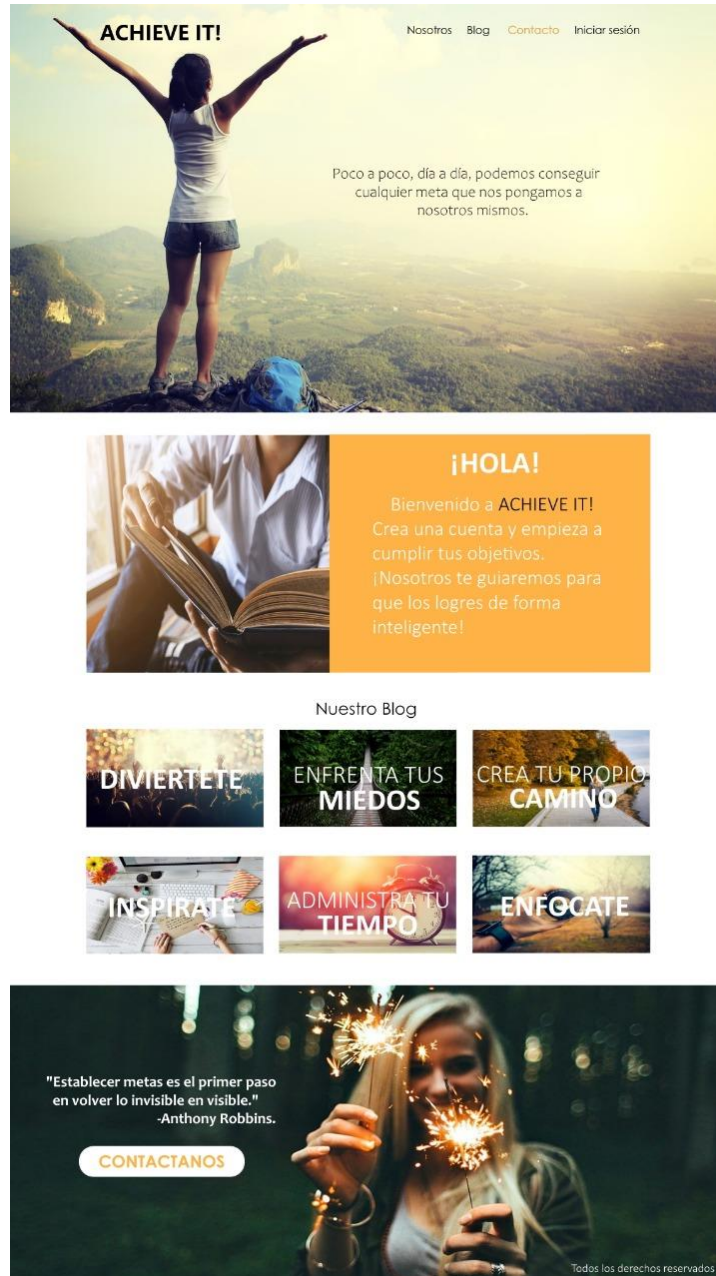 ACHIEVE IT!
Nosotros Blog Contacto Iniciar sesión
Poco a poco, día a día, podemos conseguir
cualquier meta que nos pongamos a
nosotros mismos.
¡HOLA!
Bienvenido a ACHIEVE IT!
Crea una cuenta y empieza a
cumplir tus objetivos.
¡Nosotros te guiaremos para
que los logres de forma
inteligente!
Nuestro Blog
DIVIERTETE
ENFRENTA TUS
MIEDOS
CREA TU PROPIO
CAMINO
INSPIRATE
ADMINISTRA TU
TIEMPO
ENFOCATE
"Establecer metas es el primer paso
en volver lo invisible en visible."
-Anthony Robbins.
CONTACTANOS
Todos los derechos reservados